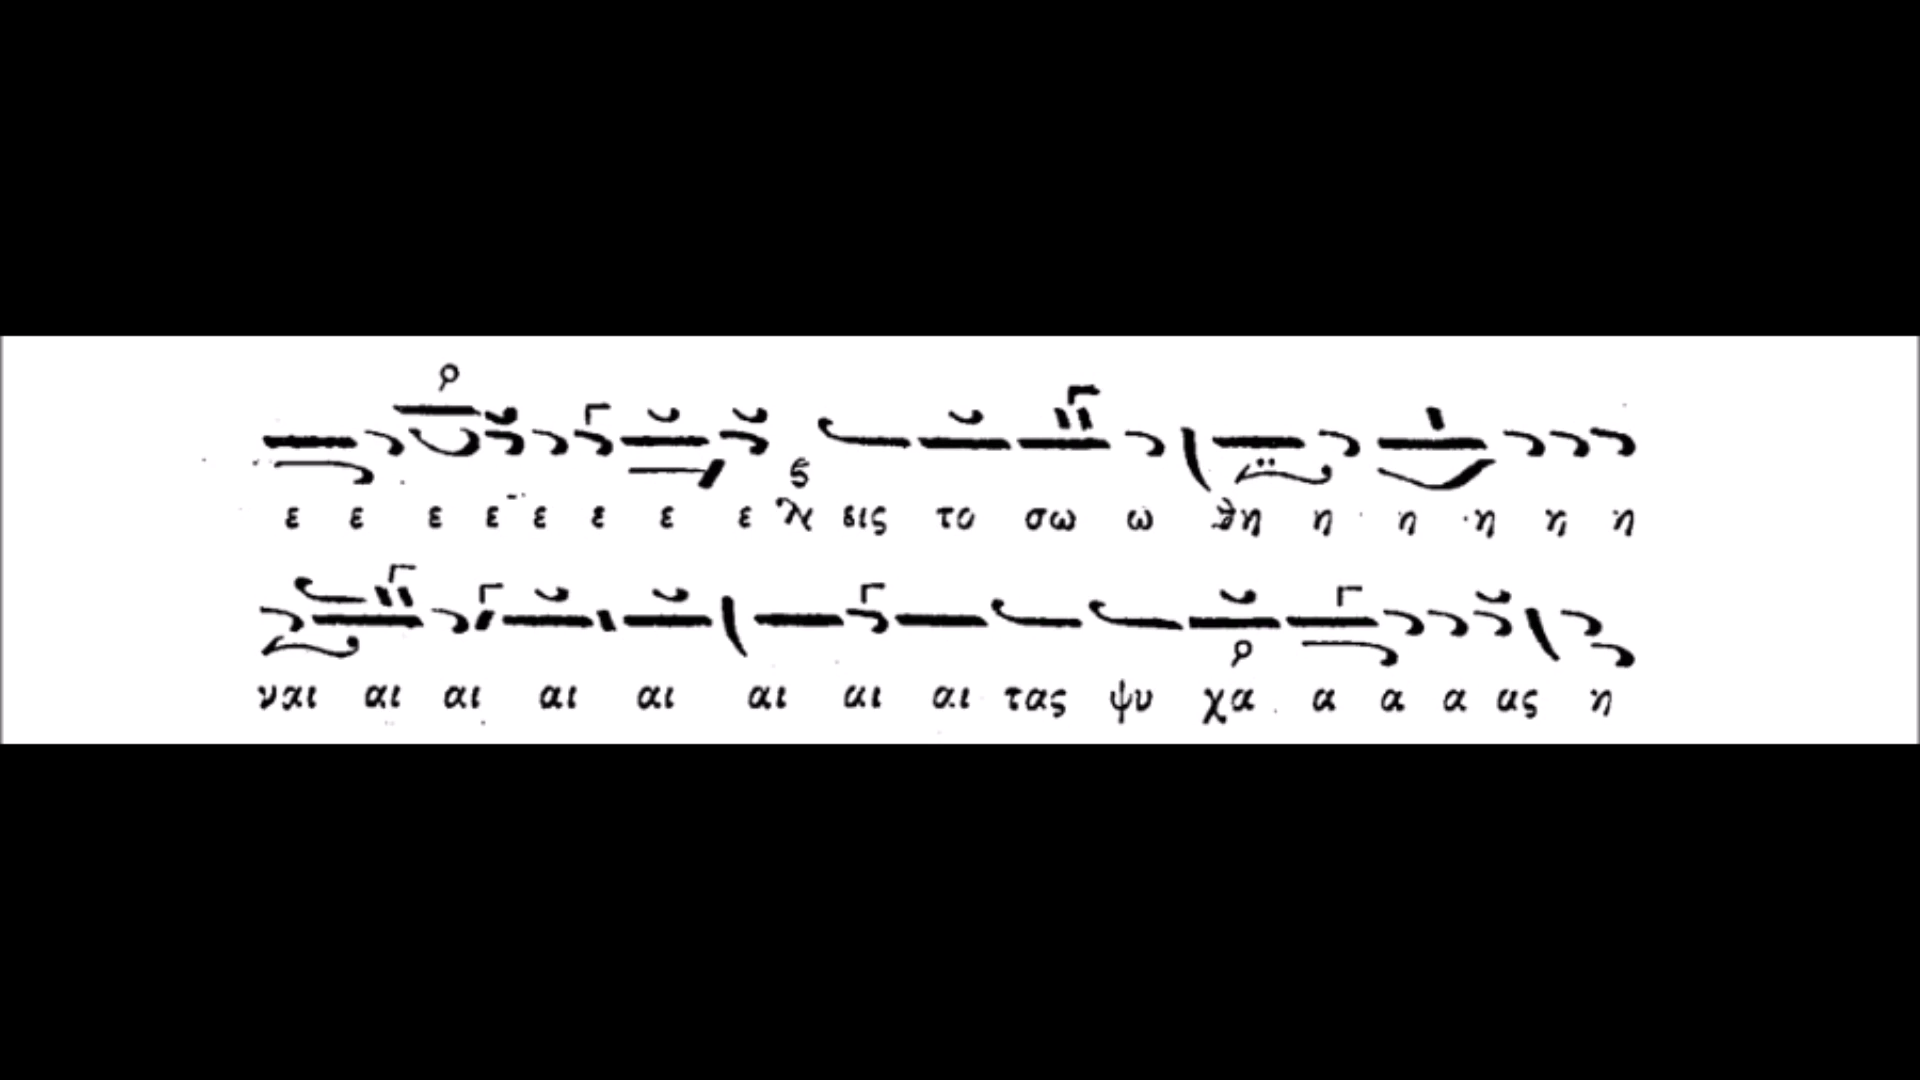 ε ε ε ε ε ε ε ε εις το σω ω θη η η η η η
ναι αι αι αι αι αι αι αι τας ψυ χα α α α ας η